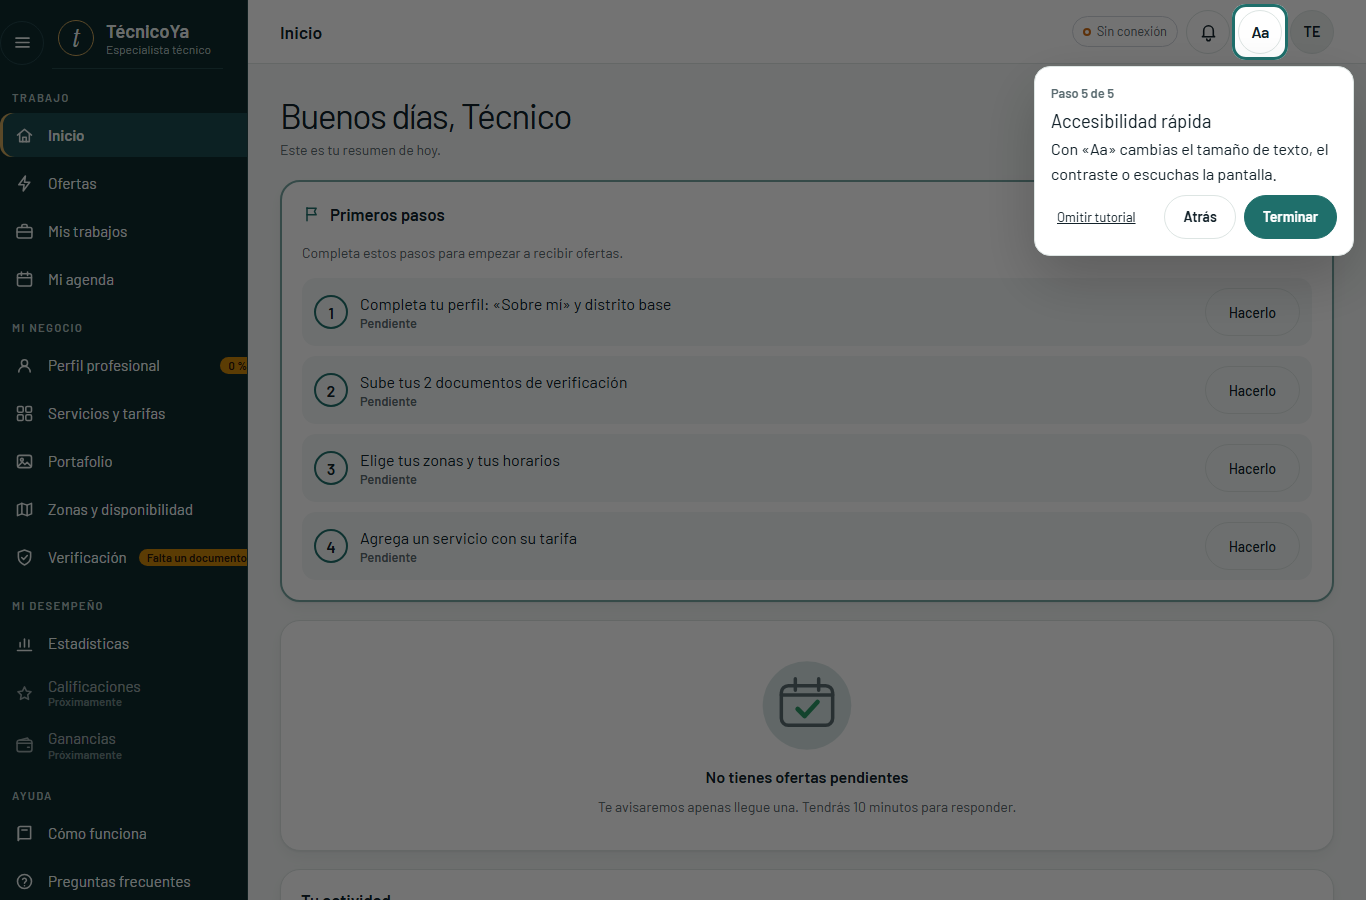 TécnicoYa
Especialista técnico
TRABAJO
Inicio
Ofertas
Mis trabajos
Mi agenda
MI NEGOCIO
Perfil profesional
0 %
Servicios y tarifas
Portafolio
Zonas y disponibilidad
Verificación
Falta un documento
MI DESEMPEÑO
Estadísticas
Calificaciones
Próximamente
Ganancias
Próximamente
AYUDA
Cómo funciona
Preguntas frecuentes
Inicio
Sin conexión
Aa
TE
Paso 5 de 5
Accesibilidad rápida
Con «Aa» cambias el tamaño de texto, el
contraste o escuchas la pantalla.
Omitir tutorial
Atrás
Terminar
Buenos días, Técnico
Este es tu resumen de hoy.
Primeros pasos
Completa estos pasos para empezar a recibir ofertas.
1
Completa tu perfil: «Sobre mí» y distrito base
Pendiente
Hacerlo
2
Sube tus 2 documentos de verificación
Pendiente
Hacerlo
3
Elige tus zonas y tus horarios
Pendiente
Hacerlo
4
Agrega un servicio con su tarifa
Pendiente
Hacerlo
No tienes ofertas pendientes
Te avisaremos apenas llegue una. Tendrás 10 minutos para responder.
Tu actividad